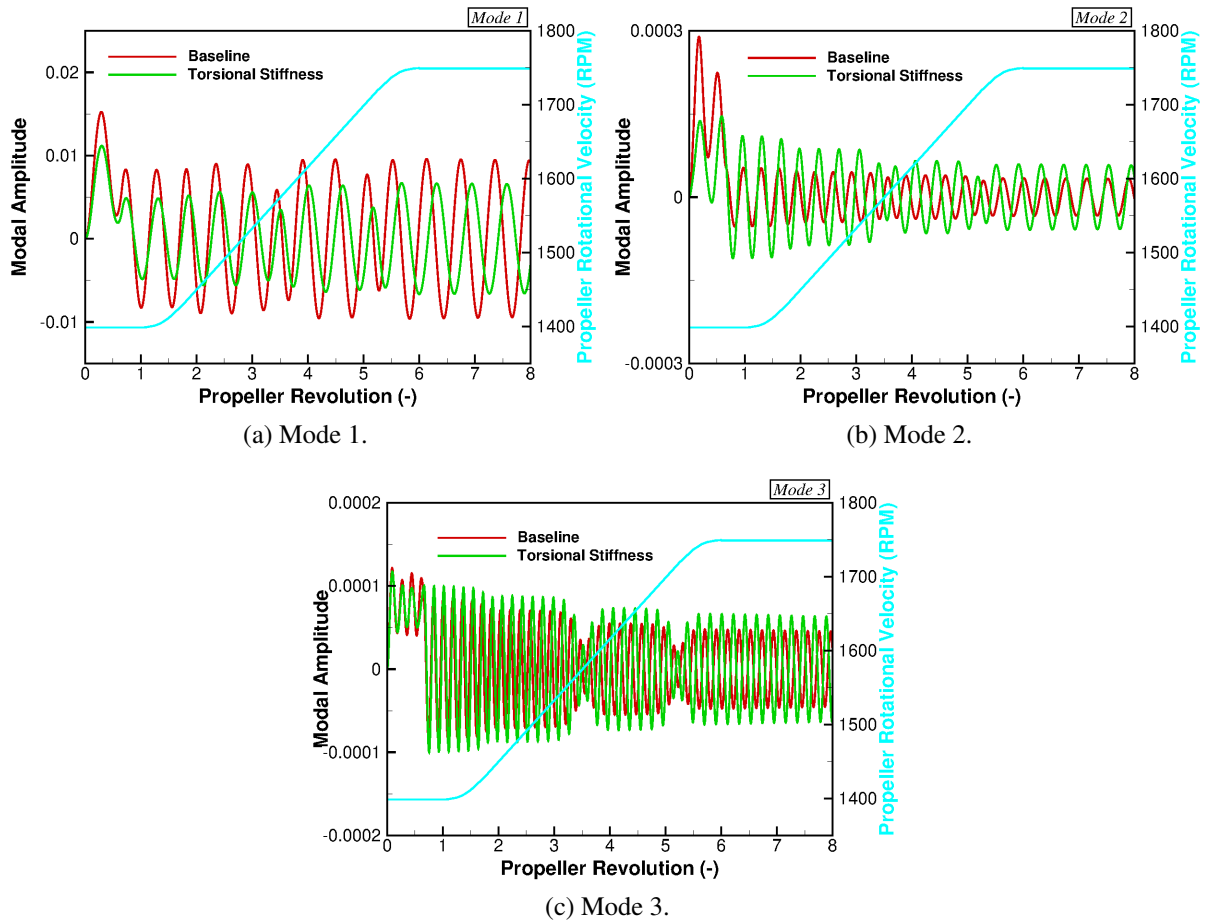 Mode 1
Modal Amplitude
0.02
0.01
0
-0.01
Baseline
Torsional Stiffness
1800
1700
1600
1500
1400
Propeller Rotational Velocity (RPM)
0 1 2 3 4 5 6 7 8
Propeller Revolution (-)
(a) Mode 1.
Mode 2
Modal Amplitude
0.0003
0
-0.0003
Baseline
Torsional Stiffness
1800
1700
1600
1500
1400
Propeller Rotational Velocity (RPM)
0 1 2 3 4 5 6 7 8
Propeller Revolution (-)
(b) Mode 2.
Mode 3
Modal Amplitude
0.0002
0.0001
0
-0.0001
-0.0002
Baseline
Torsional Stiffness
1800
1700
1600
1500
1400
Propeller Rotational Velocity (RPM)
0 1 2 3 4 5 6 7 8
Propeller Revolution (-)
(c) Mode 3.